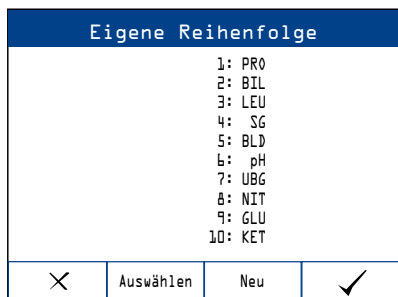 Eigene Reihenfolge
1: PRO
2: BIL
3: LEU
4: SG
5: BLD
6: pH
7: UBG
8: NIT
9: GLU
10: KET
Auswählen Neu